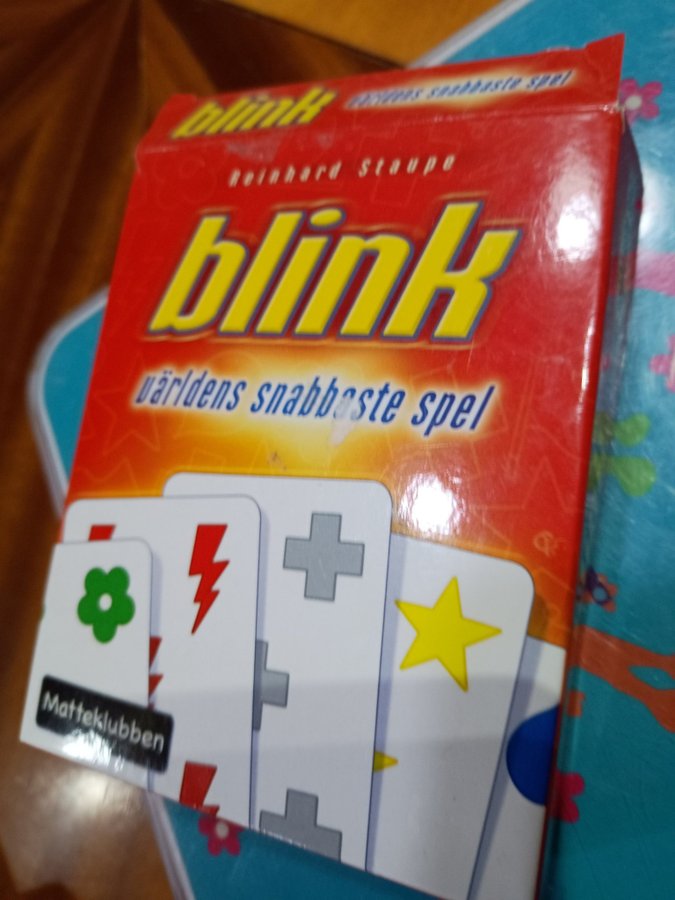 blink världens snabbaste spel
Reinhard Staupe
blink
världens snabbaste spel
Matteklubben